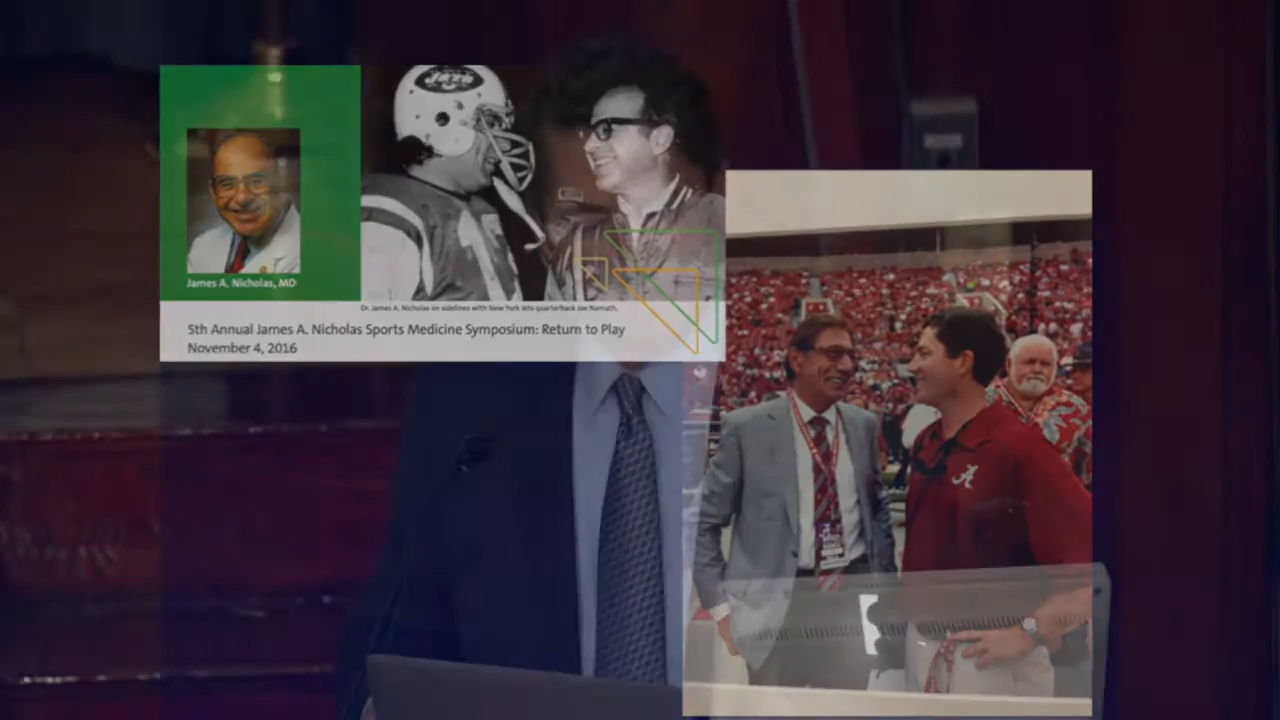 JETS
James A. Nicholas, MD
Dr. James A. Nicholas on sidelines with New York Jets quarterback Joe Namath.
5th Annual James A. Nicholas Sports Medicine Symposium: Return to Play
November 4, 2016
A